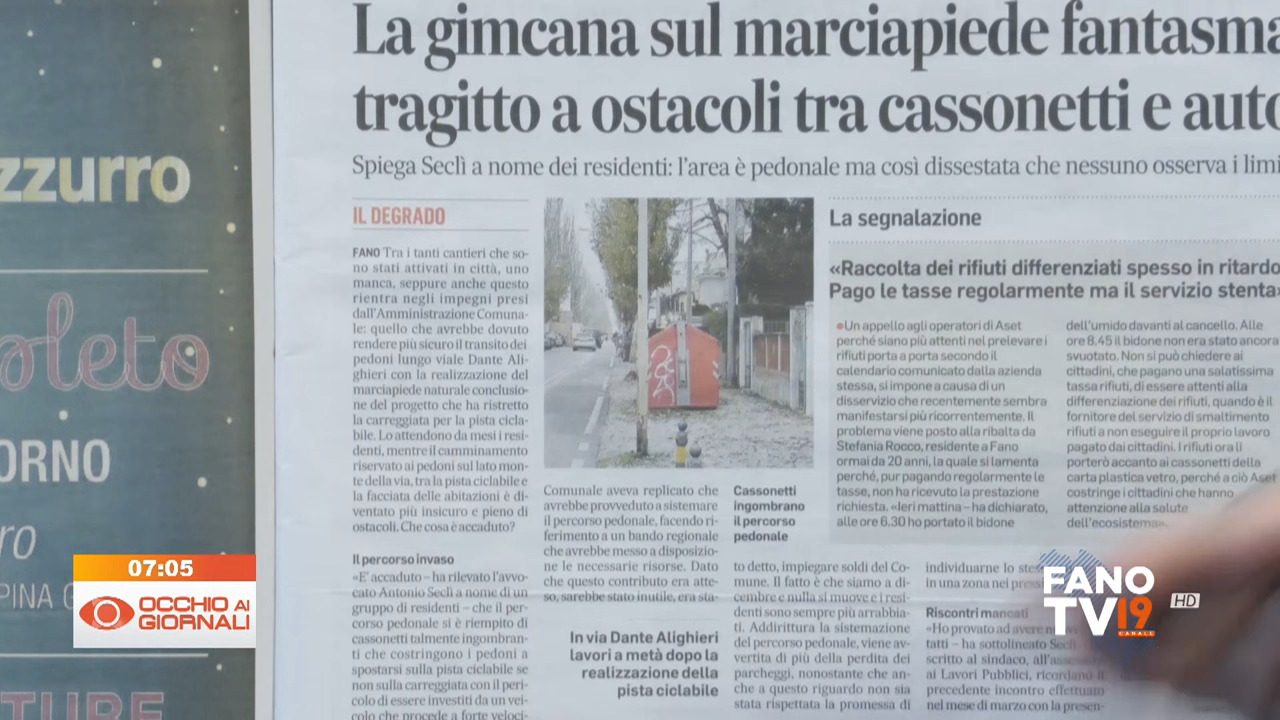 La gimcana sul marciapiede fantasma
tragitto a ostacoli tra cassonetti e auto
Spiega Seclì a nome dei residenti: l'area è pedonale ma così dissestata che nessuno osserva i limi
IL DEGRADO
FANO Tra i tanti cantieri che so-
no stati attivati in città, uno
manca, seppure anche questo
rientra negli impegni presi
dall'Amministrazione Comuna-
le: quello che avrebbe dovuto
rendere più sicuro il transito dei
pedoni lungo viale Dante Ali-
ghieri con la realizzazione del
marciapiede naturale conclusio-
ne del progetto che ha ristretto
la carreggiata per la pista cicla-
bile. Lo attendono da mesi i resi-
denti, mentre il camminamento
riservato ai pedoni sul lato mon-
te della via, tra la pista ciclabile e
la facciata delle abitazioni è di-
ventato più insicuro e pieno di
ostacoli. Che cosa è accaduto?
Il percorso invaso
«E' accaduto – ha rilevato l'avvo-
cato Antonio Seclì a nome di un
gruppo di residenti – che il per-
corso pedonale si è riempito di
cassonetti talmente ingombran-
ti che costringono i pedoni a
spostarsi sulla pista ciclabile se
non sulla carreggiata con il peri-
colo di essere investiti da un vei-
colo che procede a forte veloci-
Comunale aveva replicato che
avrebbe provveduto a sistemare
il percorso pedonale, facendo ri-
ferimento a un bando regionale
che avrebbe messo a disposizio-
ne le necessarie risorse. Dato
che questo contributo era atte-
so, sarebbe stato inutile, era sta-
In via Dante Alighieri
lavori a metà dopo la
realizzazione della
pista ciclabile
Cassonetti
ingombrano
il percorso
pedonale
to detto, impiegare soldi del Co-
mune. Il fatto è che siamo a di-
cembre e nulla si muove e i resi-
denti sono sempre più arrabbia-
ti. Addirittura la sistemazione
del percorso pedonale, viene av-
vertita di più della perdita dei
parcheggi, nonostante che an-
che a questo riguardo non sia
stata rispettata la promessa di
La segnalazione
«Raccolta dei rifiuti differenziati spesso in ritardo
Pago le tasse regolarmente ma il servizio stenta»
Un appello agli operatori di Aset
perché siano più attenti nel prelevare i
rifiuti porta a porta secondo il
calendario comunicato dalla azienda
stessa, si impone a causa di un
disservizio che recentemente sembra
manifestarsi più ricorrentemente. Il
problema viene posto alla ribalta da
Stefania Rocco, residente a Fano
ormai da 20 anni, la quale si lamenta
perché, pur pagando regolarmente le
tasse, non ha ricevuto la prestazione
richiesta. «Ieri mattina – ha dichiarato,
alle ore 6.30 ho portato il bidone
dell'umido davanti al cancello. Alle
ore 8.45 il bidone non era stato ancora
svuotato. Non si può chiedere ai
cittadini, che pagano una salatissima
tassa rifiuti, di essere attenti alla
differenziazione dei rifiuti, quando è il
fornitore del servizio di smaltimento
rifiuti a non eseguire il proprio lavoro
pagato dai cittadini. I rifiuti ora li
porterò accanto ai cassonetti della
carta plastica vetro, perché a ciò Aset
costringe i cittadini che hanno
attenzione alla salute
dell'ecosistema».
individuarne lo
in una zona nei
Riscontri mancati
«Ho provato ad avere
tatti – ha sottolineato Seclì
scritto al sindaco,
ai Lavori Pubblici, ricordando il
precedente incontro effettuato
nel mese di marzo con la presen-
zzurro
oleto
ORNO
ro
PINA
TURE
07:05
OCCHIO AI
GIORNALI
FANO
TV19
CANALE
HD